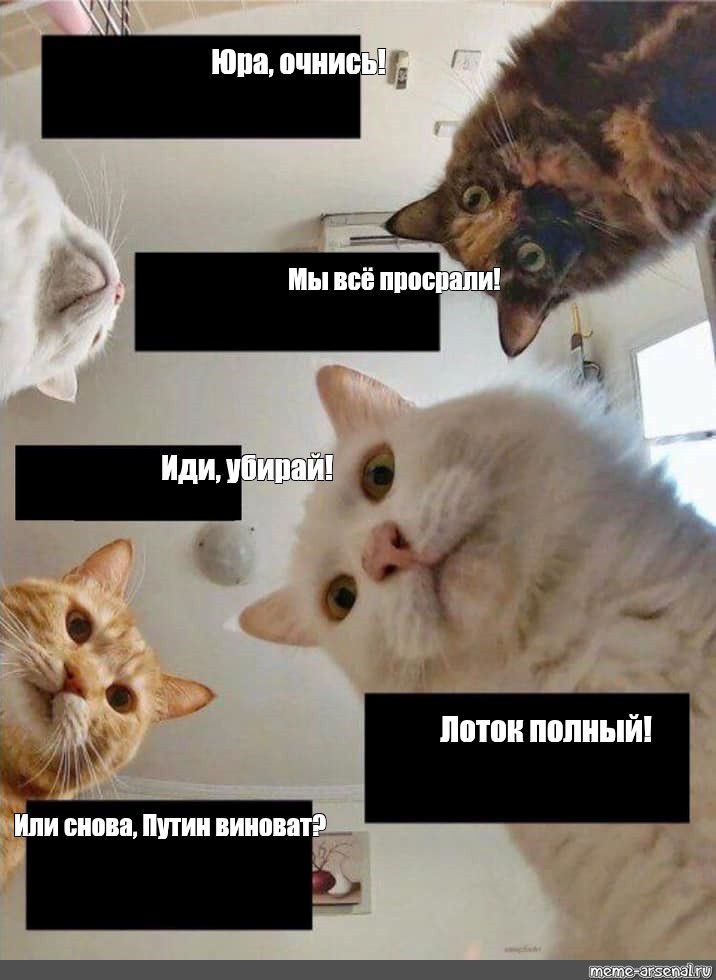 Юра, очнись!
Мы всё просрали!
Иди, убирай!
Лоток полный!
Или снова, Путин виноват?
meme-arsenal.ru